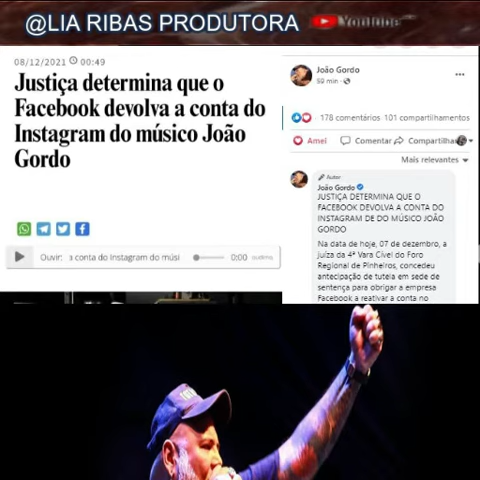 @LIA RIBAS PRODUTORA Youtube
08/12/2021 00:49
Justiça determina que o
Facebook devolva a conta do
Instagram do músico João
Gordo
Ouvir: a conta do Instagram do músi 0:00
João Gordo
59 min
178 comentários 101 compartilhamentos
Amei Comentar Compartilha
Mais relevantes
Autor
João Gordo
JUSTIÇA DETERMINA QUE O
FACEBOOK DEVOLVA A CONTA DO
INSTAGRAM DE DO MÚSICO JOÃO
GORDO
Na data de hoje, 07 de dezembro, a
juíza da 4ª Vara Cível do Foro
Regional de Pinheiros, concedeu
antecipação de tutela em sede de
sentença para obrigar a empresa
Facebook a reativar a conta no